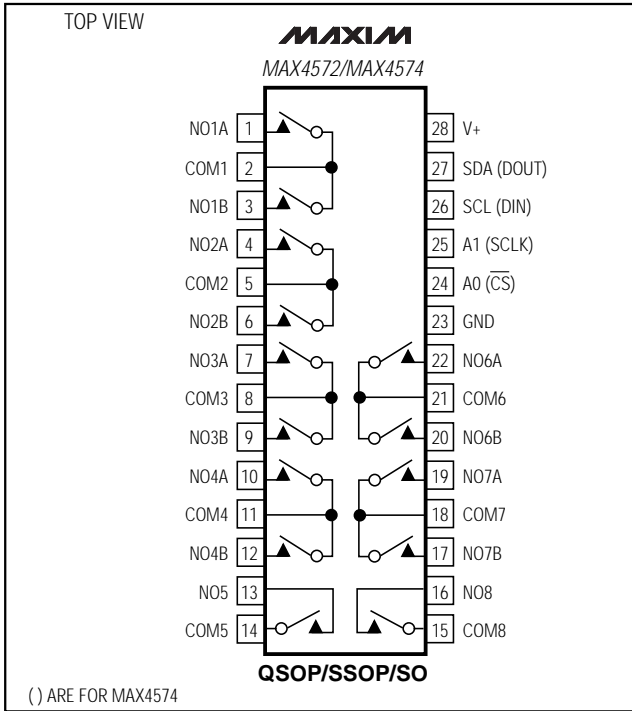 TOP VIEW
MAXIM
MAX4572/MAX4574
NO1A 1
COM1 2
NO1B 3
NO2A 4
COM2 5
NO2B 6
NO3A 7
COM3 8
NO3B 9
NO4A 10
COM4 11
NO4B 12
NO5 13
COM5 14
28 V+
27 SDA (DOUT)
26 SCL (DIN)
25 A1 (SCLK)
24 A0 (C̅S̅)
23 GND
22 NO6A
21 COM6
20 NO6B
19 NO7A
18 COM7
17 NO7B
16 NO8
15 COM8
QSOP/SSOP/SO
( ) ARE FOR MAX4574